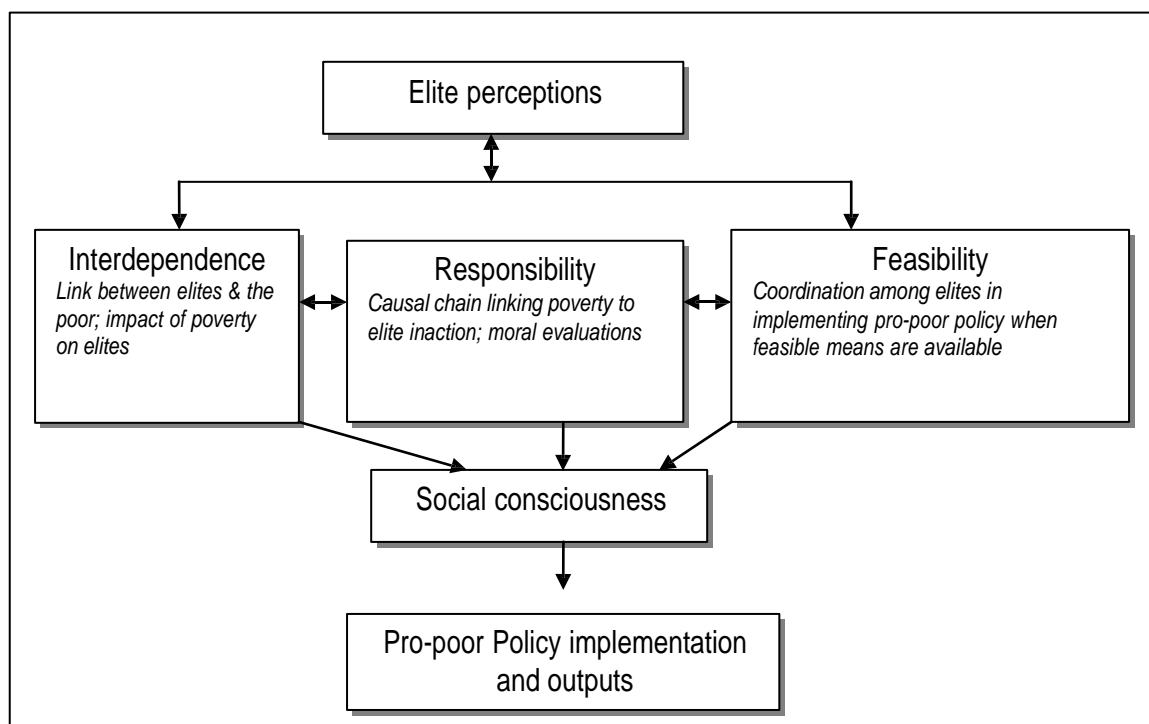 Elite perceptions
Interdependence
Link between elites & the
poor; impact of poverty
on elites
Responsibility
Causal chain linking poverty to
elite inaction; moral evaluations
Feasibility
Coordination among elites in
implementing pro-poor policy when
feasible means are available
Social consciousness
Pro-poor Policy implementation
and outputs